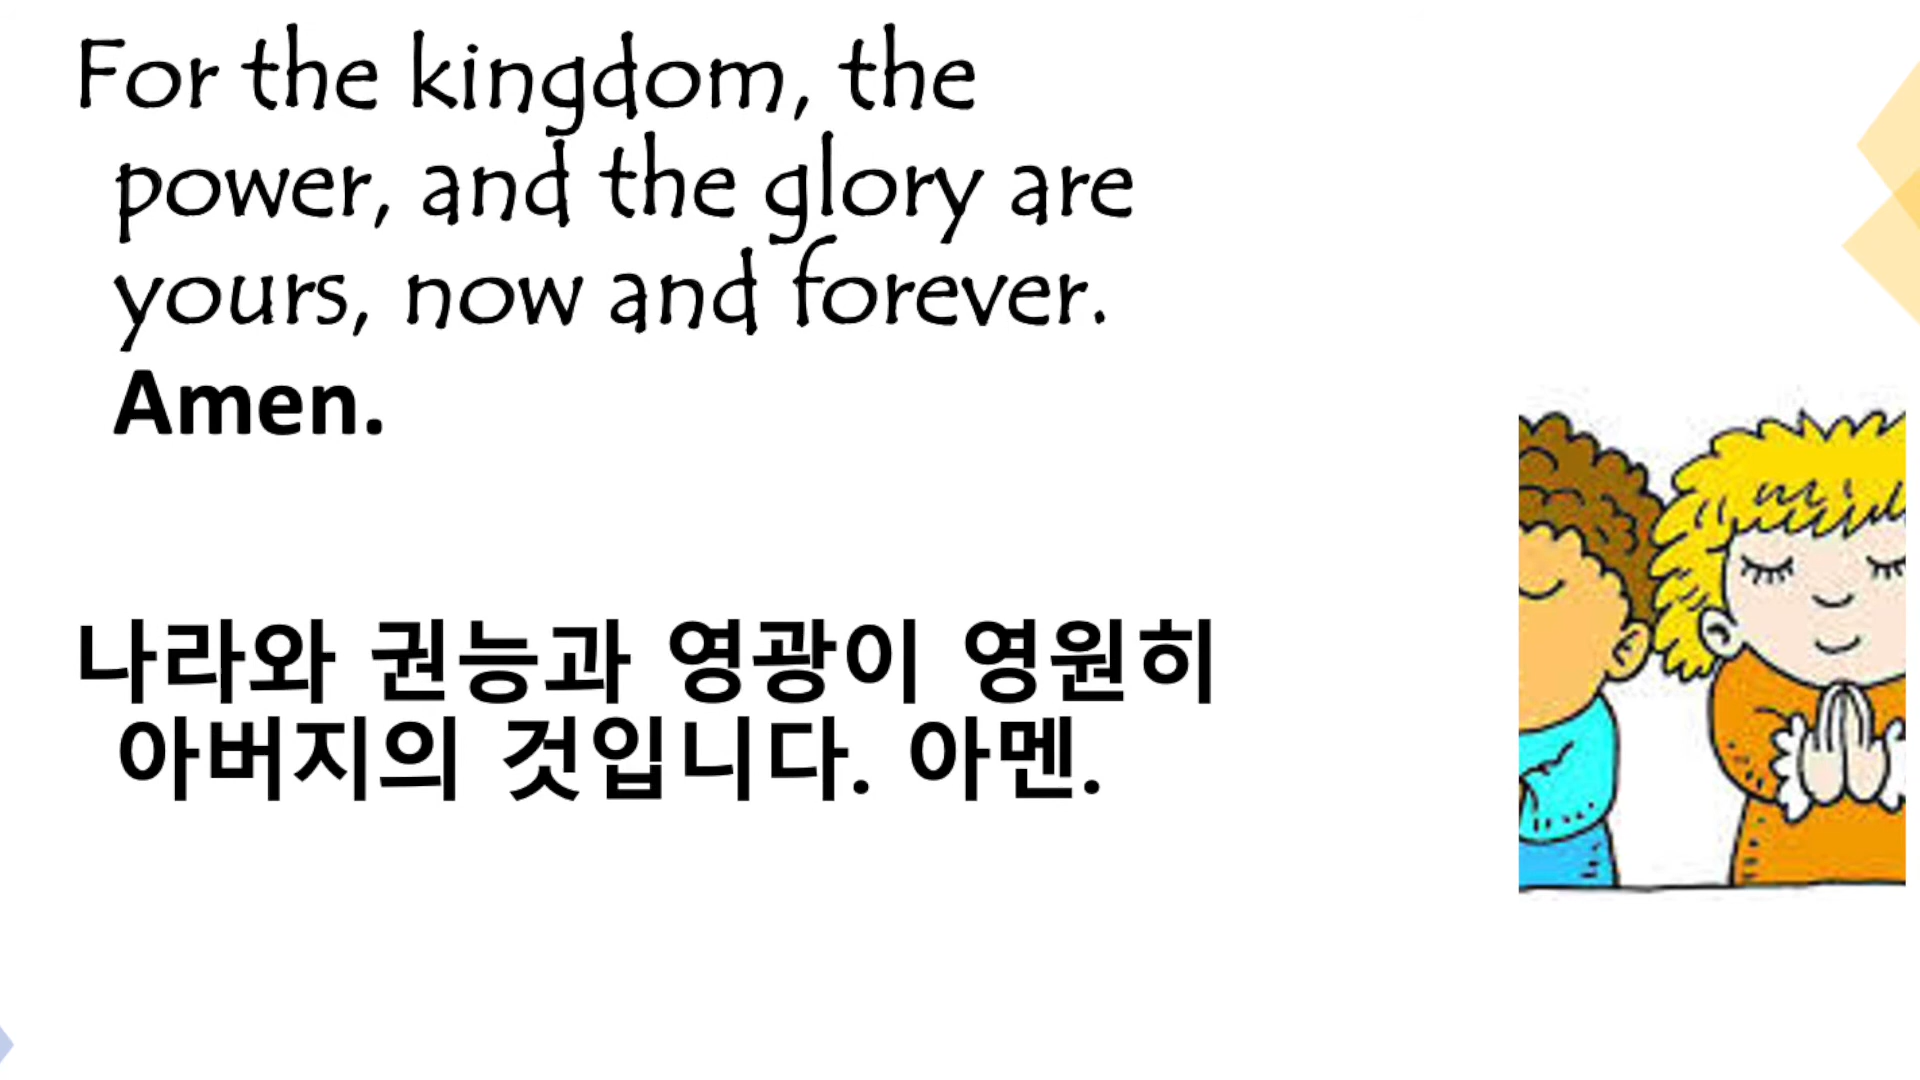 For the kingdom, the
power, and the glory are
yours, now and forever.
Amen.
나라와 권능과 영광이 영원히
아버지의 것입니다. 아멘.